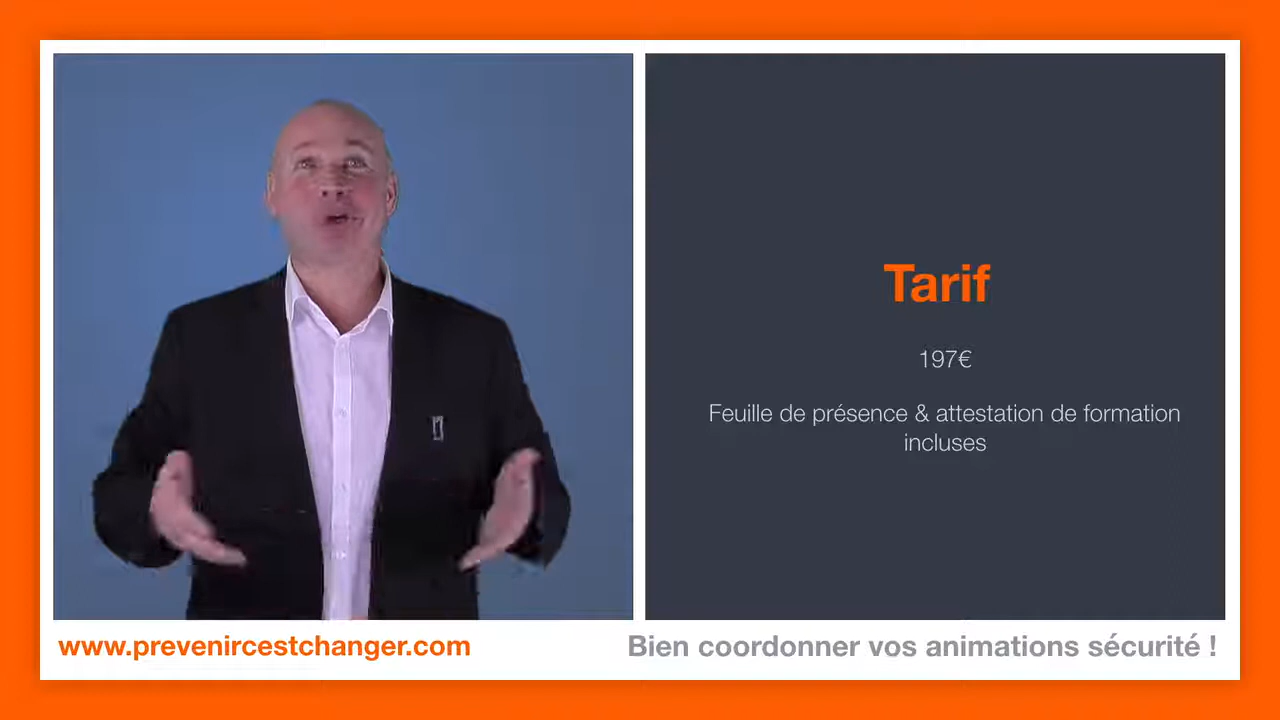 Tarif
197€
Feuille de présence & attestation de formation
incluses
www.prevenircestchanger.com
Bien coordonner vos animations sécurité !